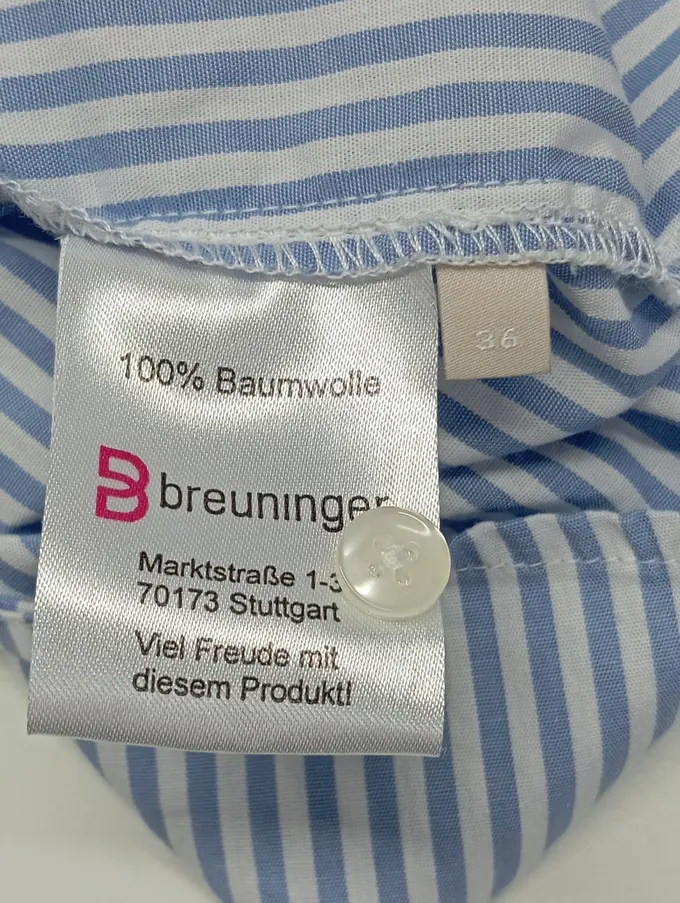 36
100% Baumwolle
breuninger
Marktstraße 1-3
70173 Stuttgart
Viel Freude mit
diesem Produkt!